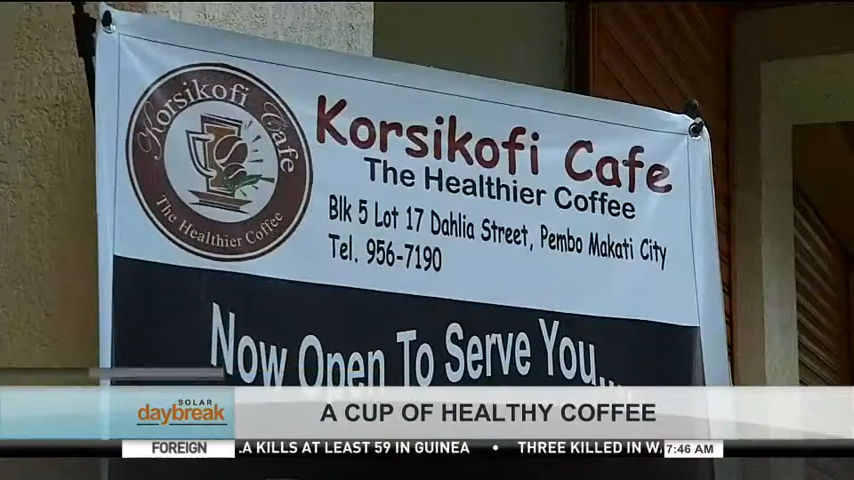 Korsikofi Cafe
The Healthier Coffee
Korsikofi Cafe
The Healthier Coffee
Blk 5 Lot 17 Dahlia Street, Pembo Makati City
Tel. 956-7190
Now Open To Serve You....
SOLAR
daybreak
A CUP OF HEALTHY COFFEE
FOREIGN
.A KILLS AT LEAST 59 IN GUINEA • THREE KILLED IN
7:46 AM